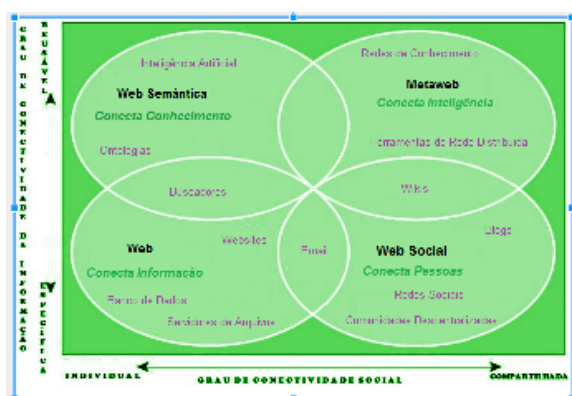 GRAU DE CONECTIVIDADE DA INFORMAÇÃO
REUSÁVEL
ESPECÍFICA
Inteligência Artificial
Web Semântica
Conecta Conhecimento
Ontologias
Redes de Conhecimento
Metaweb
Conecta Inteligência
Ferramentas de Rede Distribuida
Buscadores
Wikis
Web
Websites
Conecta Informação
Banco de Dados
Servidores de Arquivos
Email
Blogs
Web Social
Conecta Pessoas
Redes Sociais
Comunidades Descentralizadas
INDIVIDUAL
GRAU DE CONECTIVIDADE SOCIAL
COMPARTILHADA